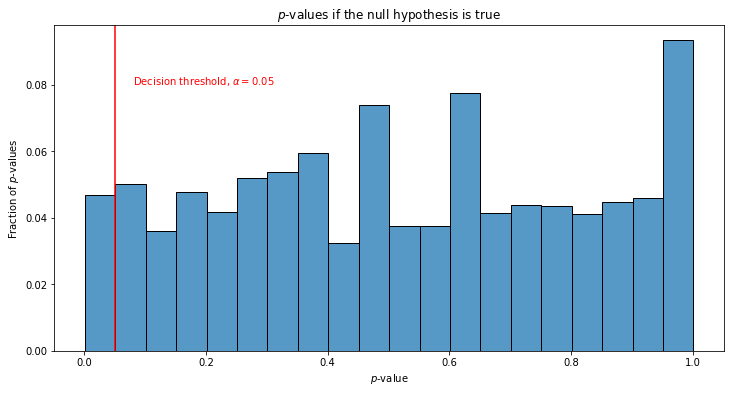 p-values if the null hypothesis is true
Decision threshold, α = 0.05
Fraction of p-values
0.08
0.06
0.04
0.02
0.00
0.0 0.2 0.4 0.6 0.8 1.0
p-value